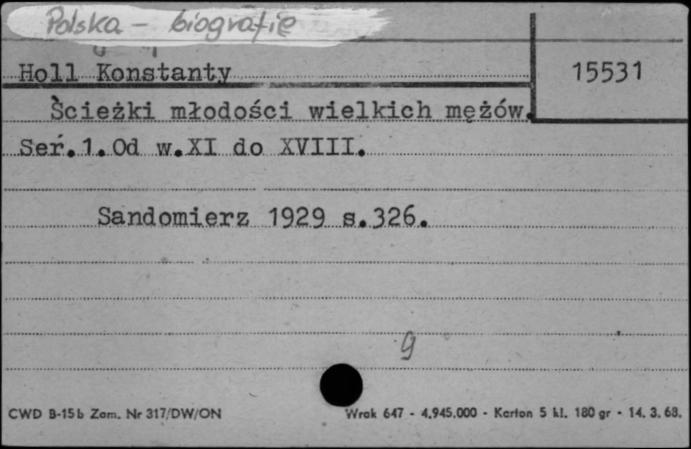 Polska - biografie
Holl Konstanty
15531
Ścieżki młodości wielkich mężów.
Ser.1.Od w.XI do XVIII.
Sandomierz 1929 s.326.
9
CWD B-15b Zam. Nr 317/DW/ON
Wrak 647 - 4,945.000 - Karton 5 kl. 180 gr - 14. 3. 68.